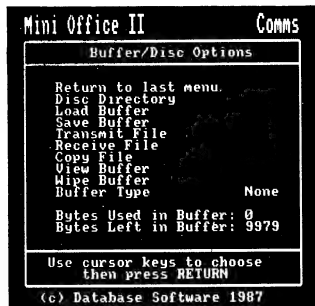 Mini Office II Comms
Buffer/Disc Options
Return to last menu.
Disc Directory
Load Buffer
Save Buffer
Transmit File
Receive File
Copy File
View Buffer
Wipe Buffer
Buffer Type None
Bytes Used in Buffer: 0
Bytes Left in Buffer: 9979
Use cursor keys to choose
then press RETURN
(c) Database Software 1987